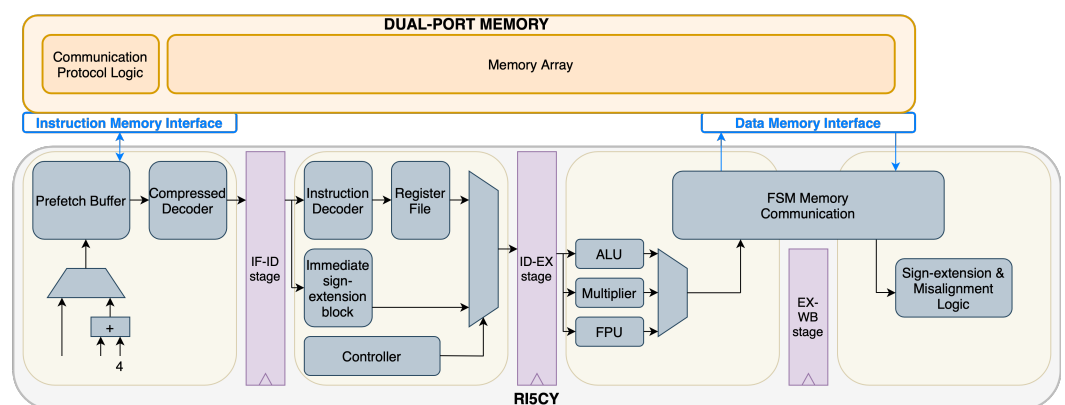 DUAL-PORT MEMORY
Communication
Protocol Logic
Memory Array
Instruction Memory Interface
Data Memory Interface
Prefetch Buffer
Compressed
Decoder
+
4
IF-ID
stage
Instruction
Decoder
Register
File
Immediate
sign-
extension
block
Controller
ID-EX
stage
ALU
Multiplier
FPU
FSM Memory
Communication
EX-
WB
stage
Sign-extension &
Misalignment
Logic
RI5CY